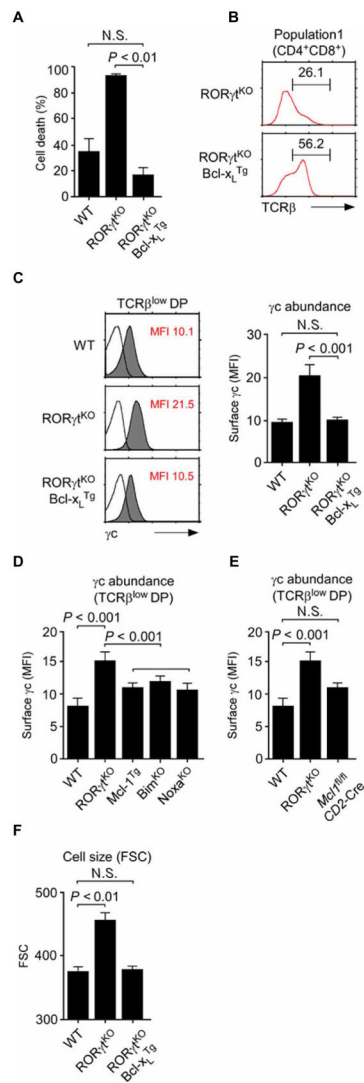 A
N.S.
P < 0.01
Cell death (%)
100
80
60
40
20
0
WT
RORγtKO
RORγtKO
Bcl-xLTg
B
Population1
(CD4+CD8+)
26.1
RORγtKO
56.2
RORγtKO
Bcl-xLTg
TCRβ
C
TCRβlow DP
WT
MFI 10.1
RORγtKO
MFI 21.5
RORγtKO
Bcl-xLTg
MFI 10.5
γc
γc abundance
N.S.
P < 0.001
Surface γc (MFI)
30
20
10
0
WT
RORγtKO
RORγtKO
Bcl-xLTg
D
γc abundance
(TCRβlow DP)
P < 0.001
P < 0.001
Surface γc (MFI)
20
15
10
5
0
WT
RORγtKO
Mcl-1Tg
BimKO
NoxaKO
E
γc abundance
(TCRβlow DP)
N.S.
P < 0.001
Surface γc (MFI)
20
15
10
5
0
WT
RORγtKO
Mcl1fl/fl
CD2-Cre
F
Cell size (FSC)
N.S.
P < 0.01
FSC
500
400
300
WT
RORγtKO
RORγtKO
Bcl-xLTg